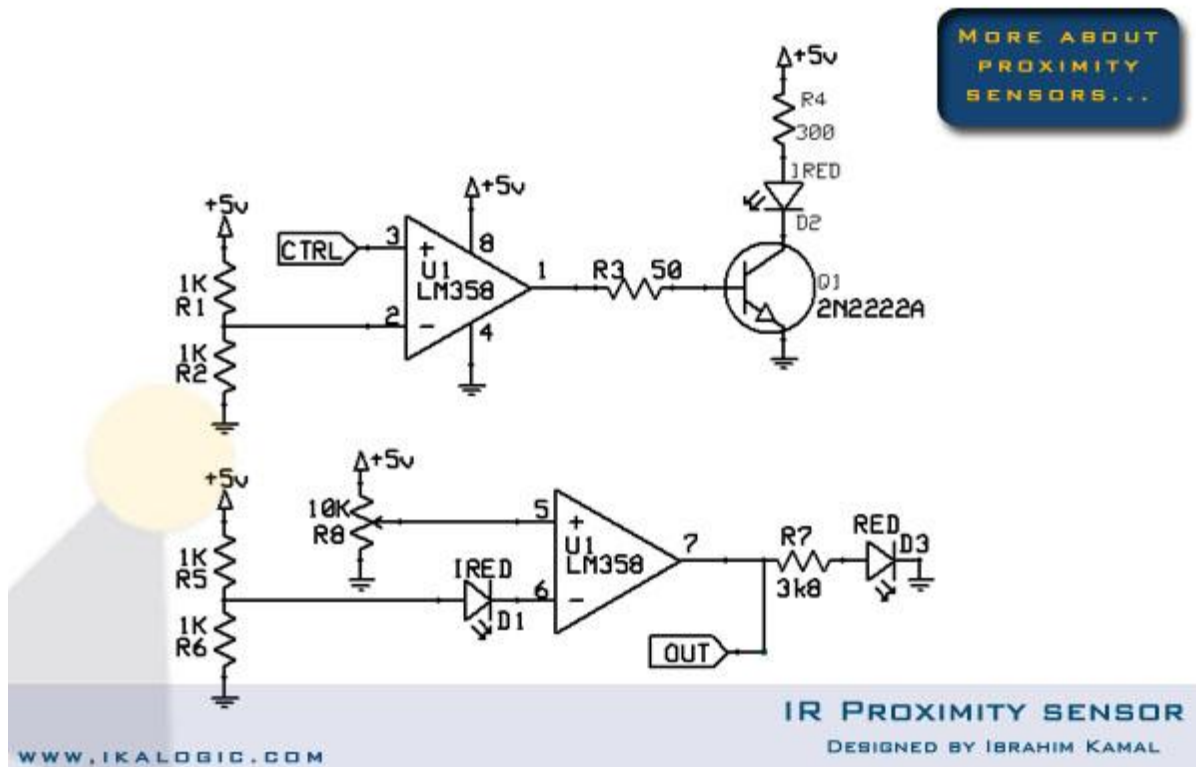 MORE ABOUT
PROXIMITY
SENSORS...
+5v
R4
300
IRED
D2
+5v
+5v
CTRL
3
+
8
U1
LM358
1
R3 50
Q1
2N2222A
1K
R1
2
-
4
1K
R2
+5v
+5v
10K
R8
5
+
U1
LM358
7
R7
3k8
RED
D3
1K
R5
IRED
D1
6
-
1K
R6
OUT
IR PROXIMITY SENSOR
DESIGNED BY IBRAHIM KAMAL
WWW.IKALOGIC.COM